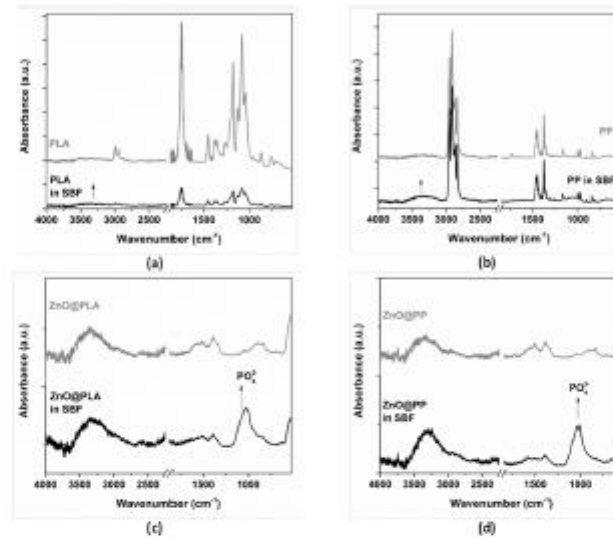 Absorbance (a.u.)
PLA
PLA
in SBF
4000 3500 3000 2500 1500 1000
Wavenumber (cm⁻¹)
(a)
Absorbance (a.u.)
PP
PP in SBF
4000 3500 3000 2500 1500 1000
Wavenumber (cm⁻¹)
(b)
Absorbance (a.u.)
ZnO@PLA
ZnO@PLA
in SBF
4000 3500 3000 2500 1500 1000
Wavenumber (cm⁻¹)
(c)
Absorbance (a.u.)
ZnO@PP
ZnO@PP
in SBF
4000 3500 3000 2500 1500 1000
Wavenumber (cm⁻¹)
(d)